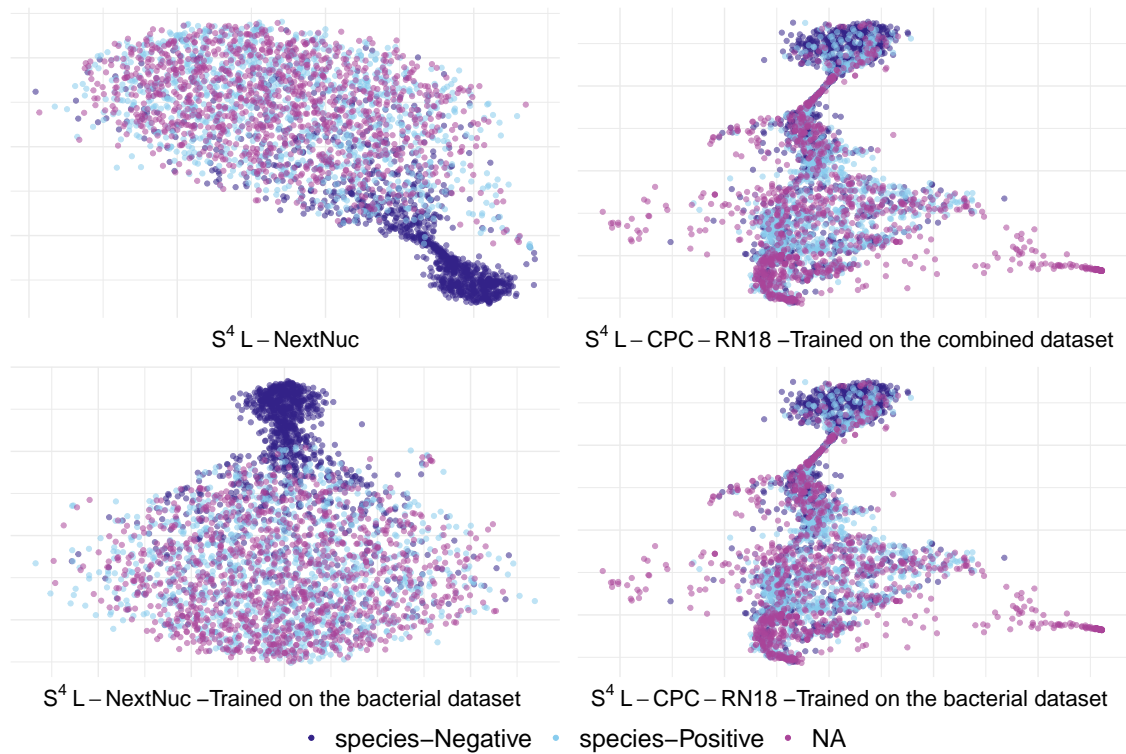 S⁴ L – NextNuc
S⁴ L – CPC – RN18 –Trained on the combined dataset
S⁴ L – NextNuc –Trained on the bacterial dataset
S⁴ L – CPC – RN18 –Trained on the bacterial dataset
species–Negative species–Positive NA